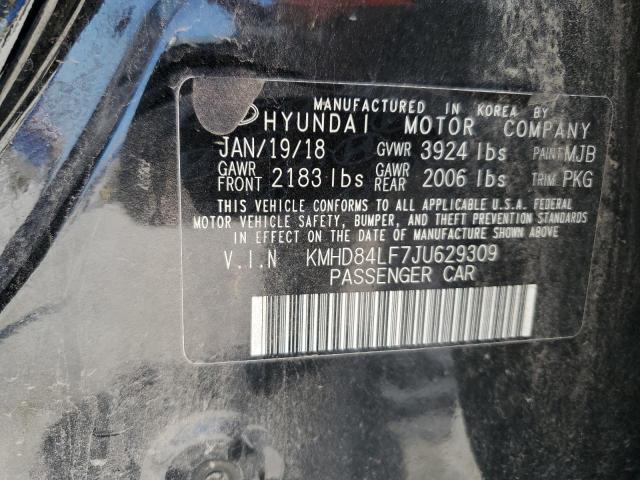 MANUFACTURED IN KOREA BY
HYUNDAI MOTOR COMPANY
JAN/19/18 GVWR 3924 lbs PAINT MJB
GAWR FRONT 2183 lbs GAWR REAR 2006 lbs TRIM PKG
THIS VEHICLE CONFORMS TO ALL APPLICABLE U.S.A. FEDERAL
MOTOR VEHICLE SAFETY, BUMPER, AND THEFT PREVENTION STANDARDS
IN EFFECT ON THE DATE OF MANUFACTURE SHOWN ABOVE
V.I.N KMHD84LF7JU629309
PASSENGER CAR